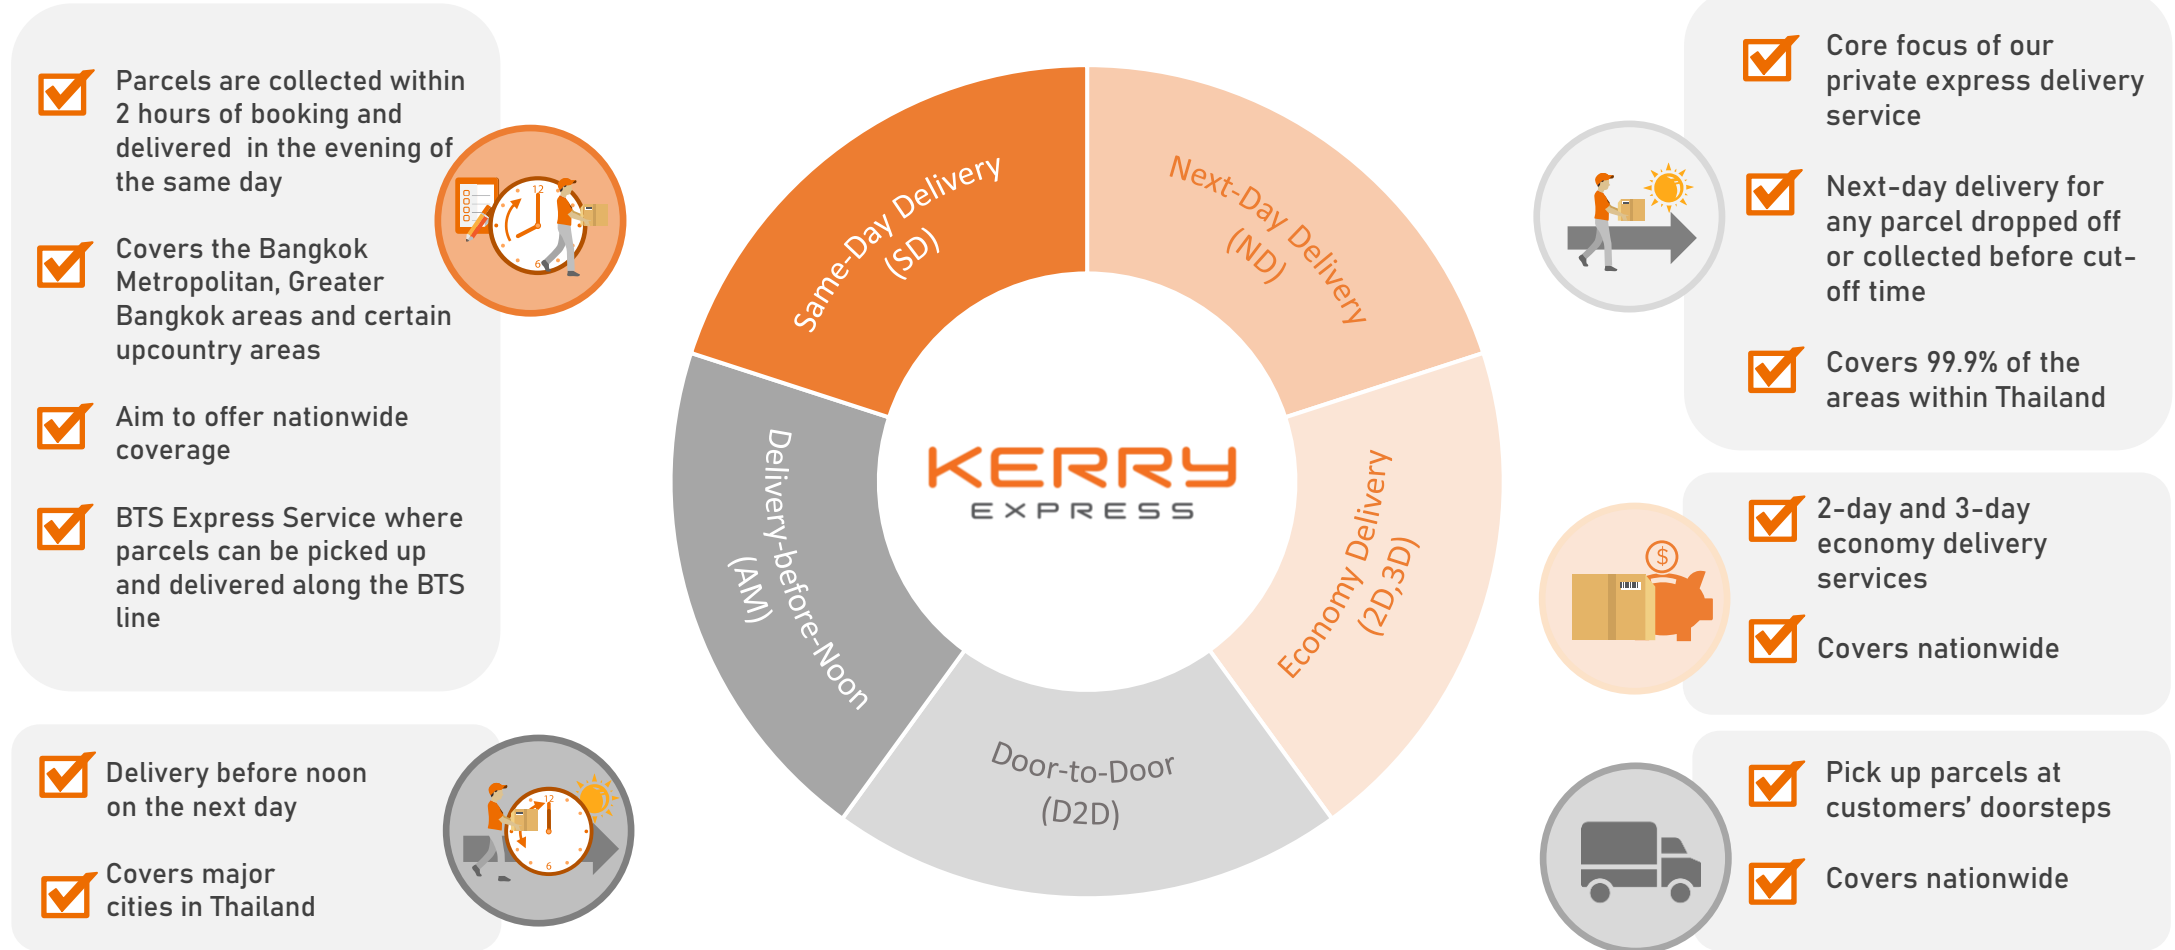 Parcels are collected within
2 hours of booking and
delivered in the evening of
the same day
Covers the Bangkok
Metropolitan, Greater
Bangkok areas and certain
upcountry areas
Aim to offer nationwide
coverage
BTS Express Service where
parcels can be picked up
and delivered along the BTS
line
12
6
Delivery before noon
on the next day
Covers major
cities in Thailand
12
6
Same-Day Delivery
(SD)
Next-Day Delivery
(ND)
Economy Delivery
(2D,3D)
Door-to-Door
(D2D)
Delivery-before-Noon
(AM)
KERRY
EXPRESS
Core focus of our
private express delivery
service
Next-day delivery for
any parcel dropped off
or collected before cut-
off time
Covers 99.9% of the
areas within Thailand
$
2-day and 3-day
economy delivery
services
Covers nationwide
Pick up parcels at
customers’ doorsteps
Covers nationwide